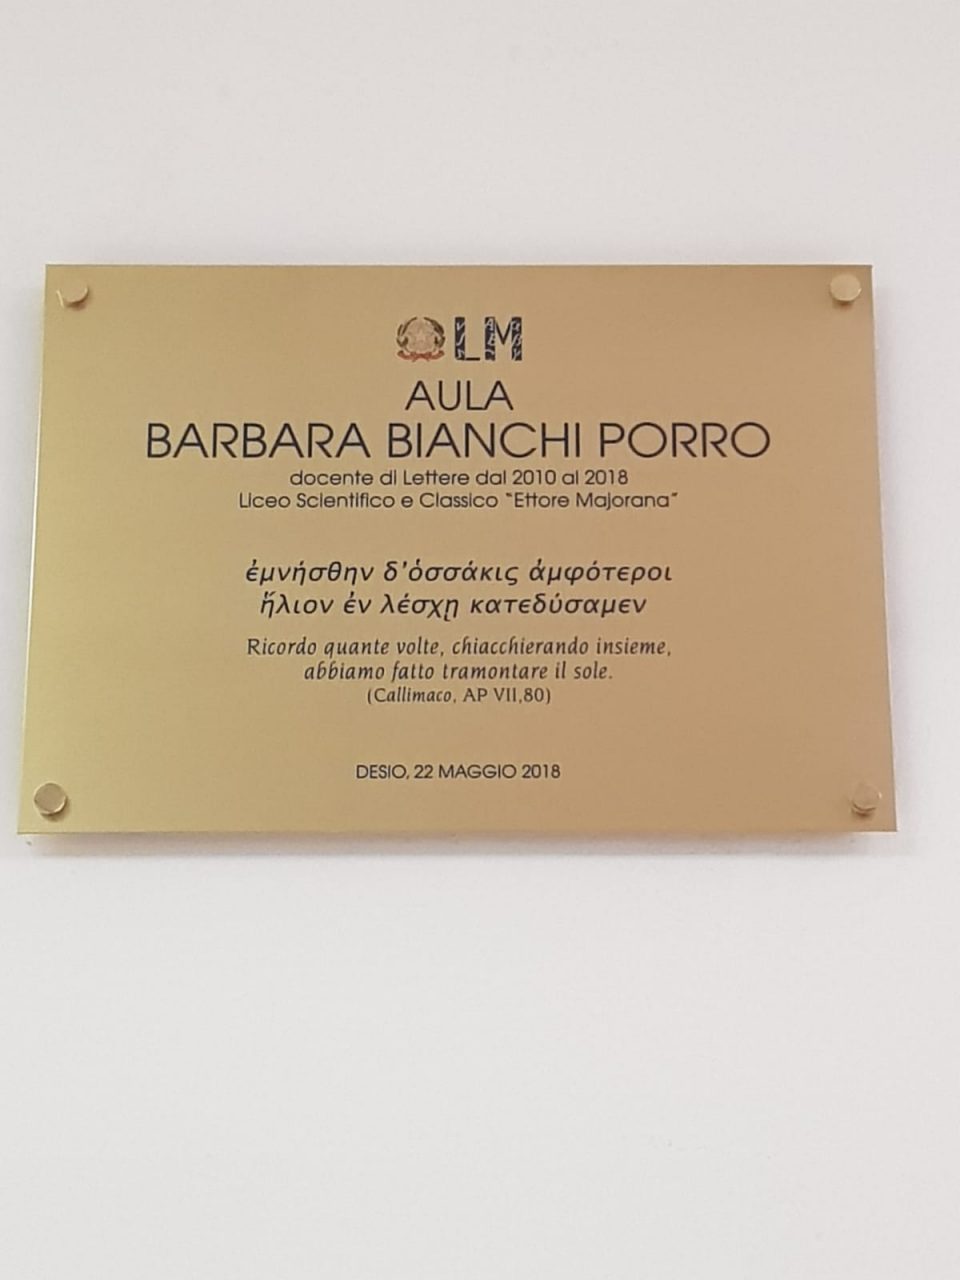 LM
AULA
BARBARA BIANCHI PORRO
docente di Lettere dal 2010 al 2018
Liceo Scientifico e Classico "Ettore Majorana"
ἐμνήσθην δ'ὁσσάκις ἀμφότεροι
ἥλιον ἐν λέσχῃ κατεδύσαμεν
Ricordo quante volte, chiacchierando insieme,
abbiamo fatto tramontare il sole.
(Callimaco, AP VII,80)
DESIO, 22 MAGGIO 2018